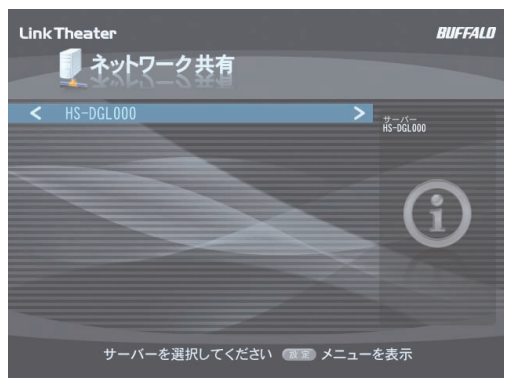 Link Theater
BUFFALO
ネットワーク共有
< HS-DGL000 >
サーバー
HS-DGL000
サーバーを選択してください 設定 メニューを表示